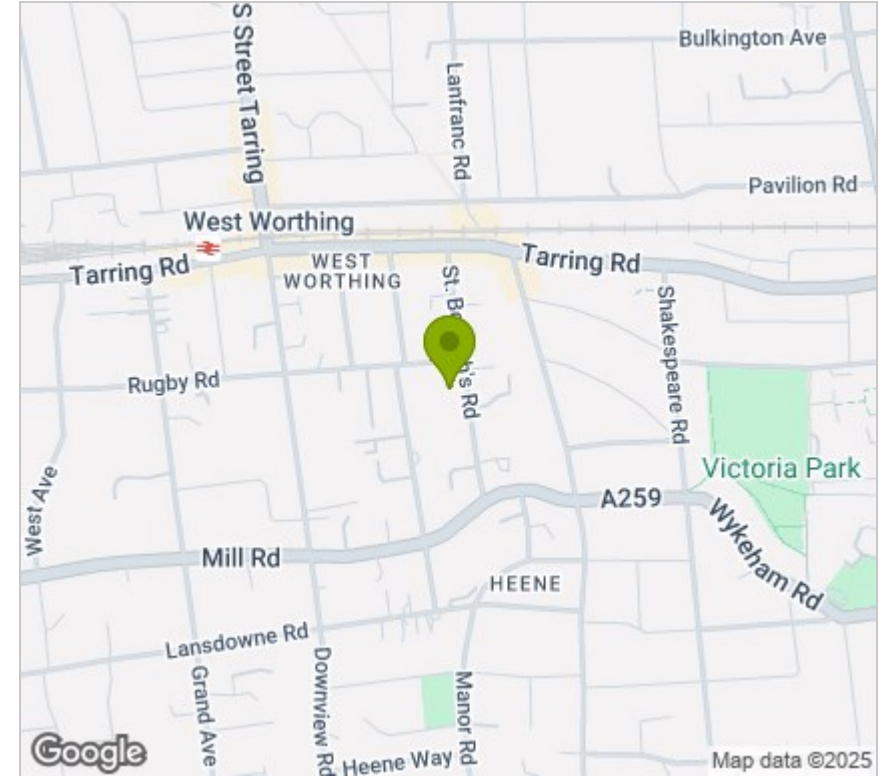 S Street Tarring
Lanfranc Rd
Bulkington Ave
Pavilion Rd
West Worthing
Tarring Rd
WEST
WORTHING
Tarring Rd
Shakespeare Rd
Rugby Rd
West Ave
Victoria Park
A259
Wykeham Rd
Mill Rd
HEENE
Lansdowne Rd
Grand Ave
Downview Rd
Manor Rd
Heene Way
Google
Map data ©2025